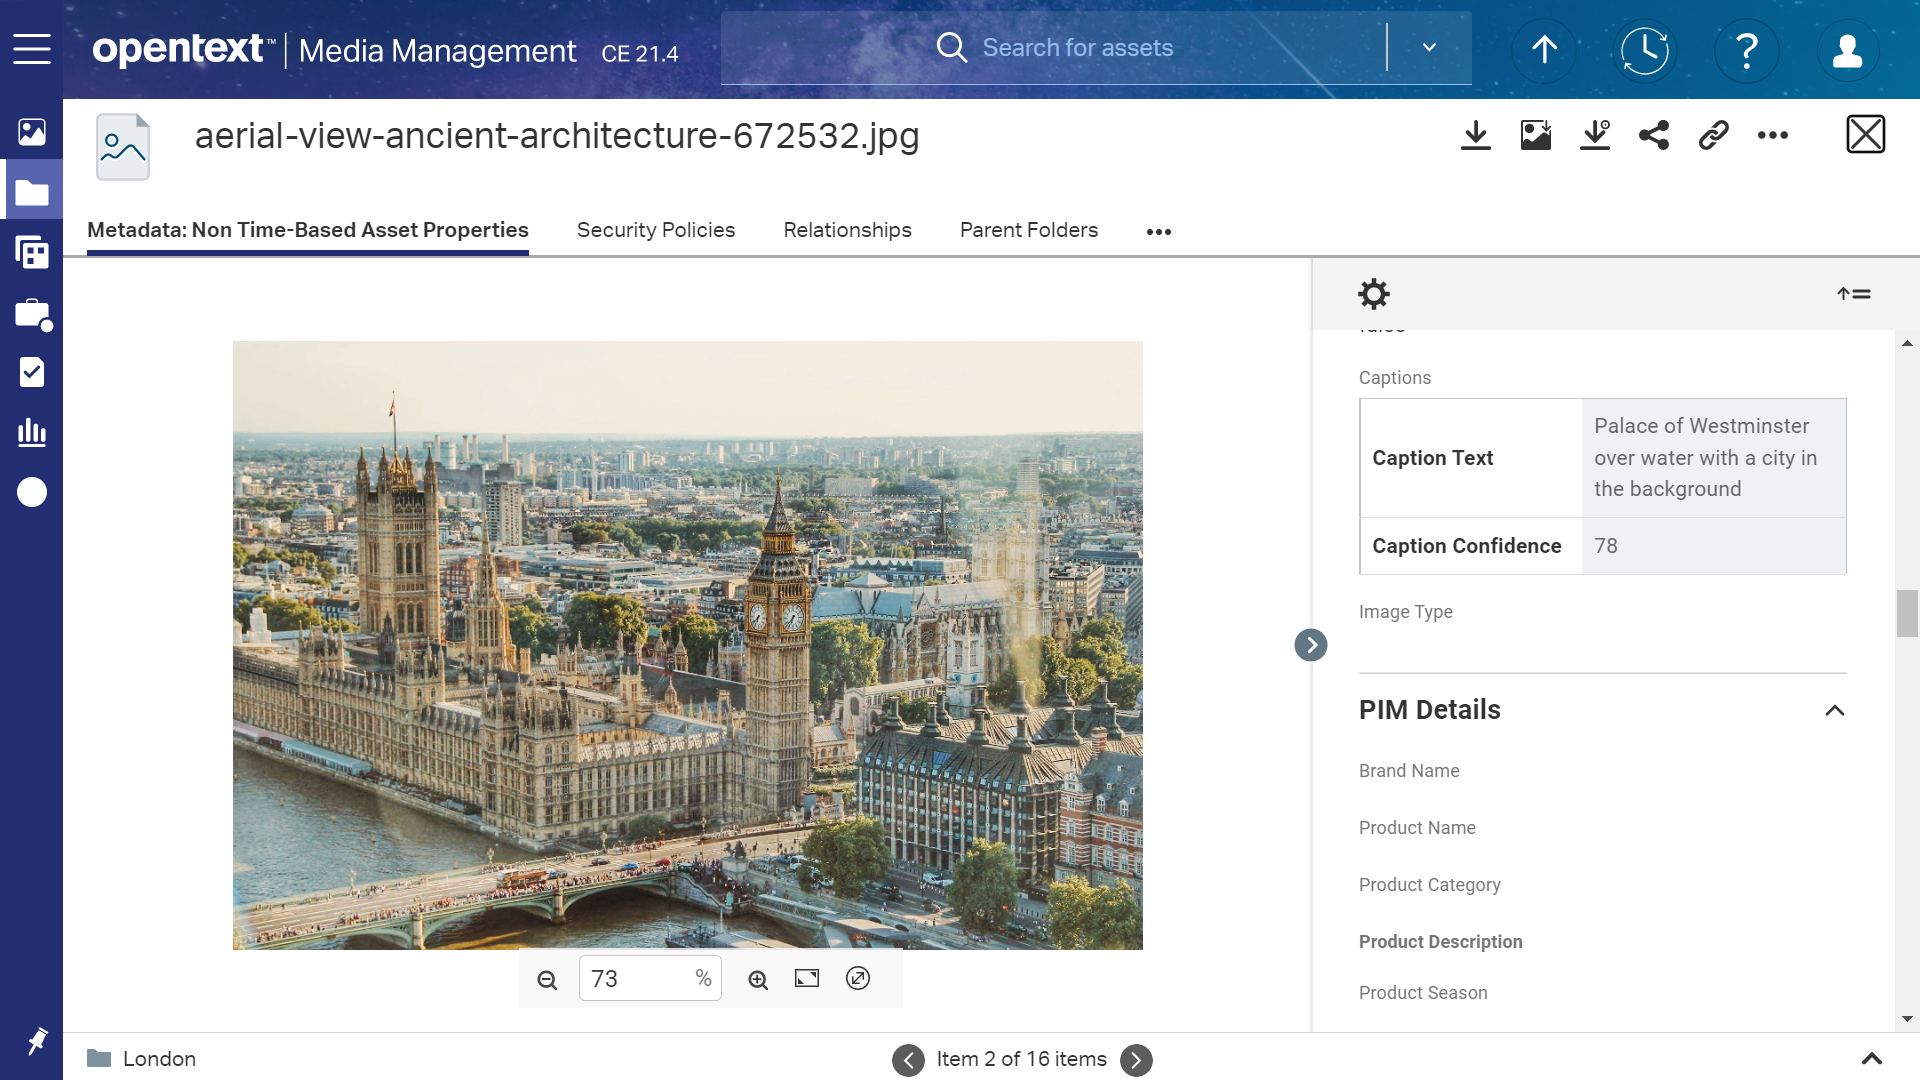 opentext™ | Media Management CE 21.4
Search for assets
aerial-view-ancient-architecture-672532.jpg
Metadata: Non Time-Based Asset Properties
Security Policies
Relationships
Parent Folders
Captions
Caption Text
Palace of Westminster
over water with a city in
the background
Caption Confidence
78
Image Type
PIM Details
Brand Name
Product Name
Product Category
Product Description
Product Season
73 %
London
Item 2 of 16 items